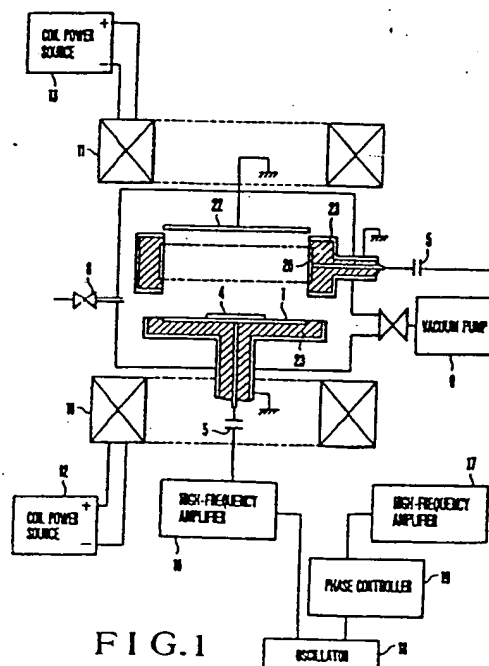 COIL POWER
SOURCE
+
−
13
11
22
23
26
5
8
4
1
23
VACUUM PUMP
9
10
5
12
COIL POWER
SOURCE
+
−
HIGH-FREQUENCY
AMPLIFIER
16
17
HIGH-FREQUENCY
AMPLIFIER
PHASE CONTROLLER
19
FIG.1
OSCILLATOR
18